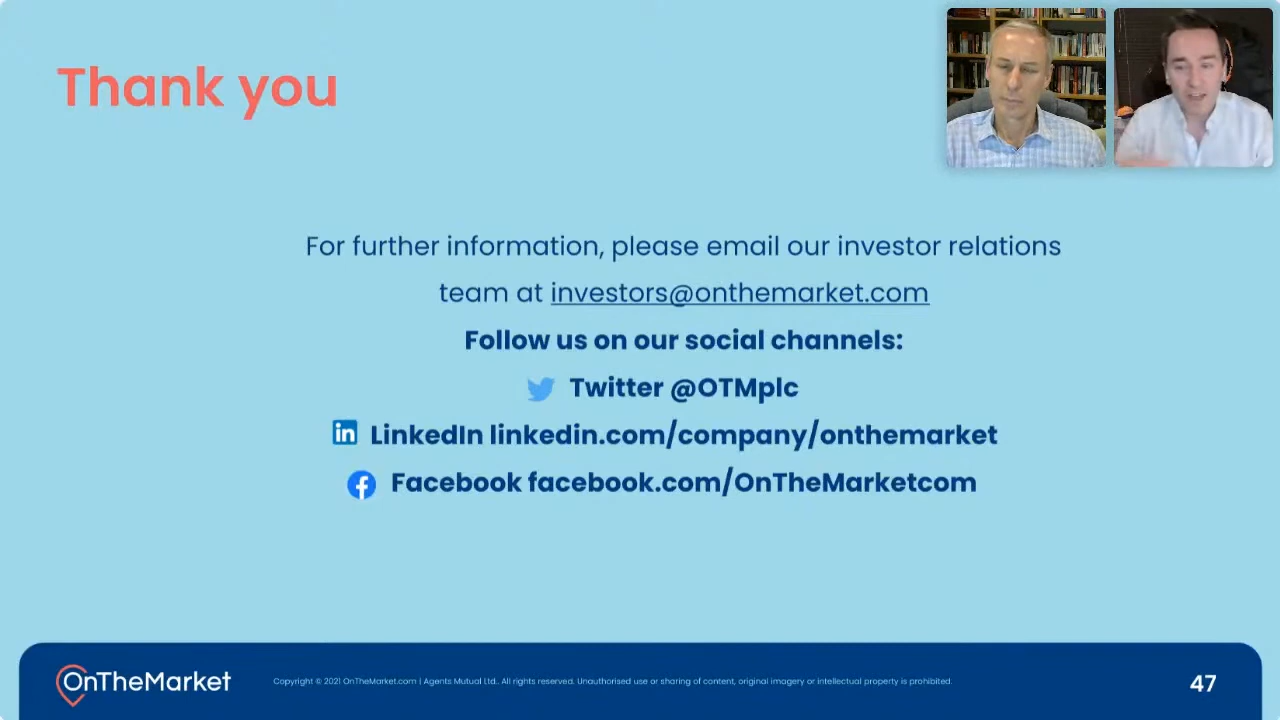 Thank you
For further information, please email our investor relations
team at investors@onthemarket.com
Follow us on our social channels:
Twitter @OTMplc
in LinkedIn linkedin.com/company/onthemarket
Facebook facebook.com/OnTheMarketcom
OnTheMarket
Copyright © 2021 OnTheMarket.com | Agents Mutual Ltd.. All rights reserved. Unauthorised use or sharing of content, original imagery or intellectual property is prohibited.
47